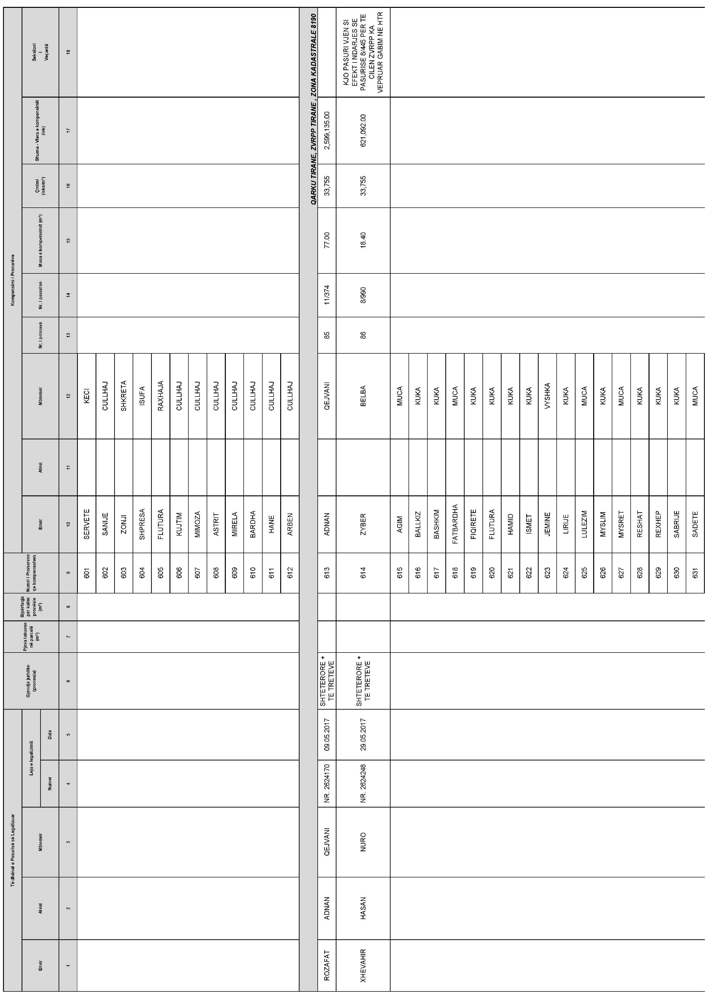 Të dhënat e Pasurisë së Legalizuar
Kompensimi i Pronarëve
Emër
Atësi
Mbiemër
Leja e legalizimit
Numer
Date
Gjendja juridike
(pronesia)
Pjesa takuese
në parcelë
(m²)
Sipërfaqja
për kalim
pronësie
(m²)
Numri i Pronareve
qe kompensohen
Emër
Atësi
Mbiemër
Nr. i pronave
Nr. i pasurisë
Masa e kompensimit (m²)
Çmimi
(leke/m²)
Shuma - Vlera e kompensimit
(lek)
Seksioni
i
Veçantë
1 2 3 4 5 6 7 8 9 10 11 12 13 14 15 16 17 18
601 SERVETE KECI
602 SANIJE CULLHAJ
603 ZONJI SHKRETA
604 SHPRESA ISUFA
605 FLUTURA RAXHAJA
606 KUJTIM CULLHAJ
607 MIMOZA CULLHAJ
608 ASTRIT CULLHAJ
609 MIRELA CULLHAJ
610 BARDHA CULLHAJ
611 HANE CULLHAJ
612 ARBEN CULLHAJ
QARKU TIRANE, ZVRPP TIRANE , ZONA KADASTRALE 8190
ROZAFAT ADNAN QEJVANI NR. 2624170 09.05.2017
SHTETERORE +
TE TRETEVE
613 ADNAN QEJVANI 85 11/374 77.00 33,755 2,599,135.00
XHEVAHIR HASAN NURO NR. 2624248 29.05.2017
SHTETERORE +
TE TRETEVE
614 ZYBER BELBA 86 8/990 18.40 33,755 621,092.00
KJO PASURI VJEN SI
EFEKT I NDARJES SE
PASURISE 8/445 PER TE
CILEN ZVRPP KA
VEPRUAR GABIM NE HTR
615 AGIM MUCA
616 BALLKIZ KUKA
617 BASHKIM KUKA
618 FATBARDHA MUCA
619 FIQIRETE KUKA
620 FLUTURA KUKA
621 HAMID KUKA
622 ISMET KUKA
623 JEMINE VYSHKA
624 LIRIJE KUKA
625 LULEZIM MUCA
626 MYSLIM KUKA
627 MYSRET MUCA
628 RESHAT KUKA
629 REXHEP KUKA
630 SABRIJE KUKA
631 SADETE MUCA